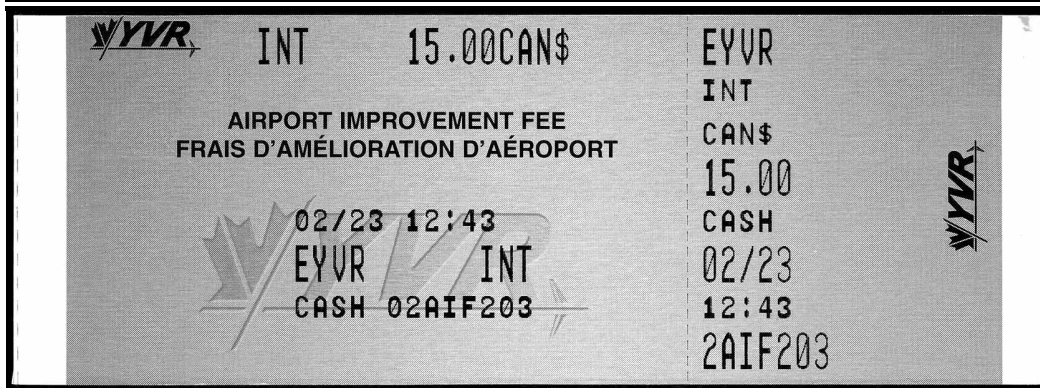 YVR
INT 15.00CAN$
AIRPORT IMPROVEMENT FEE
FRAIS D'AMÉLIORATION D'AÉROPORT
YVR
02/23 12:43
EYVR INT
CASH 02AIF203
EYVR
INT
CAN$
15.00
CASH
02/23
12:43
2AIF203
YVR